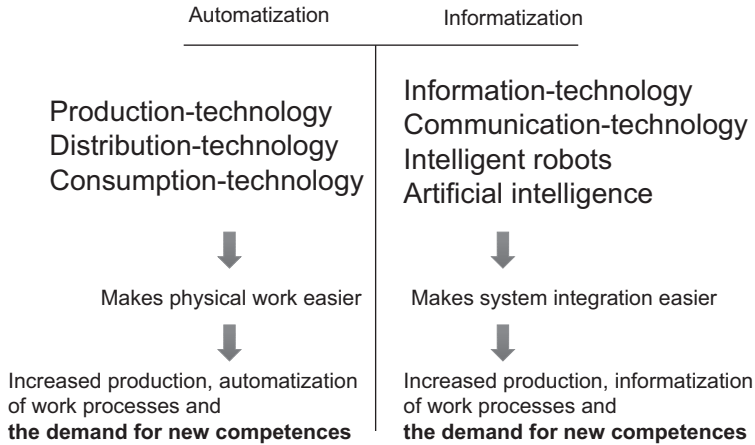 Automatization
Informatization
Production-technology
Distribution-technology
Consumption-technology
Information-technology
Communication-technology
Intelligent robots
Artificial intelligence
Makes physical work easier
Makes system integration easier
Increased production, automatization
of work processes and
the demand for new competences
Increased production, informatization
of work processes and
the demand for new competences